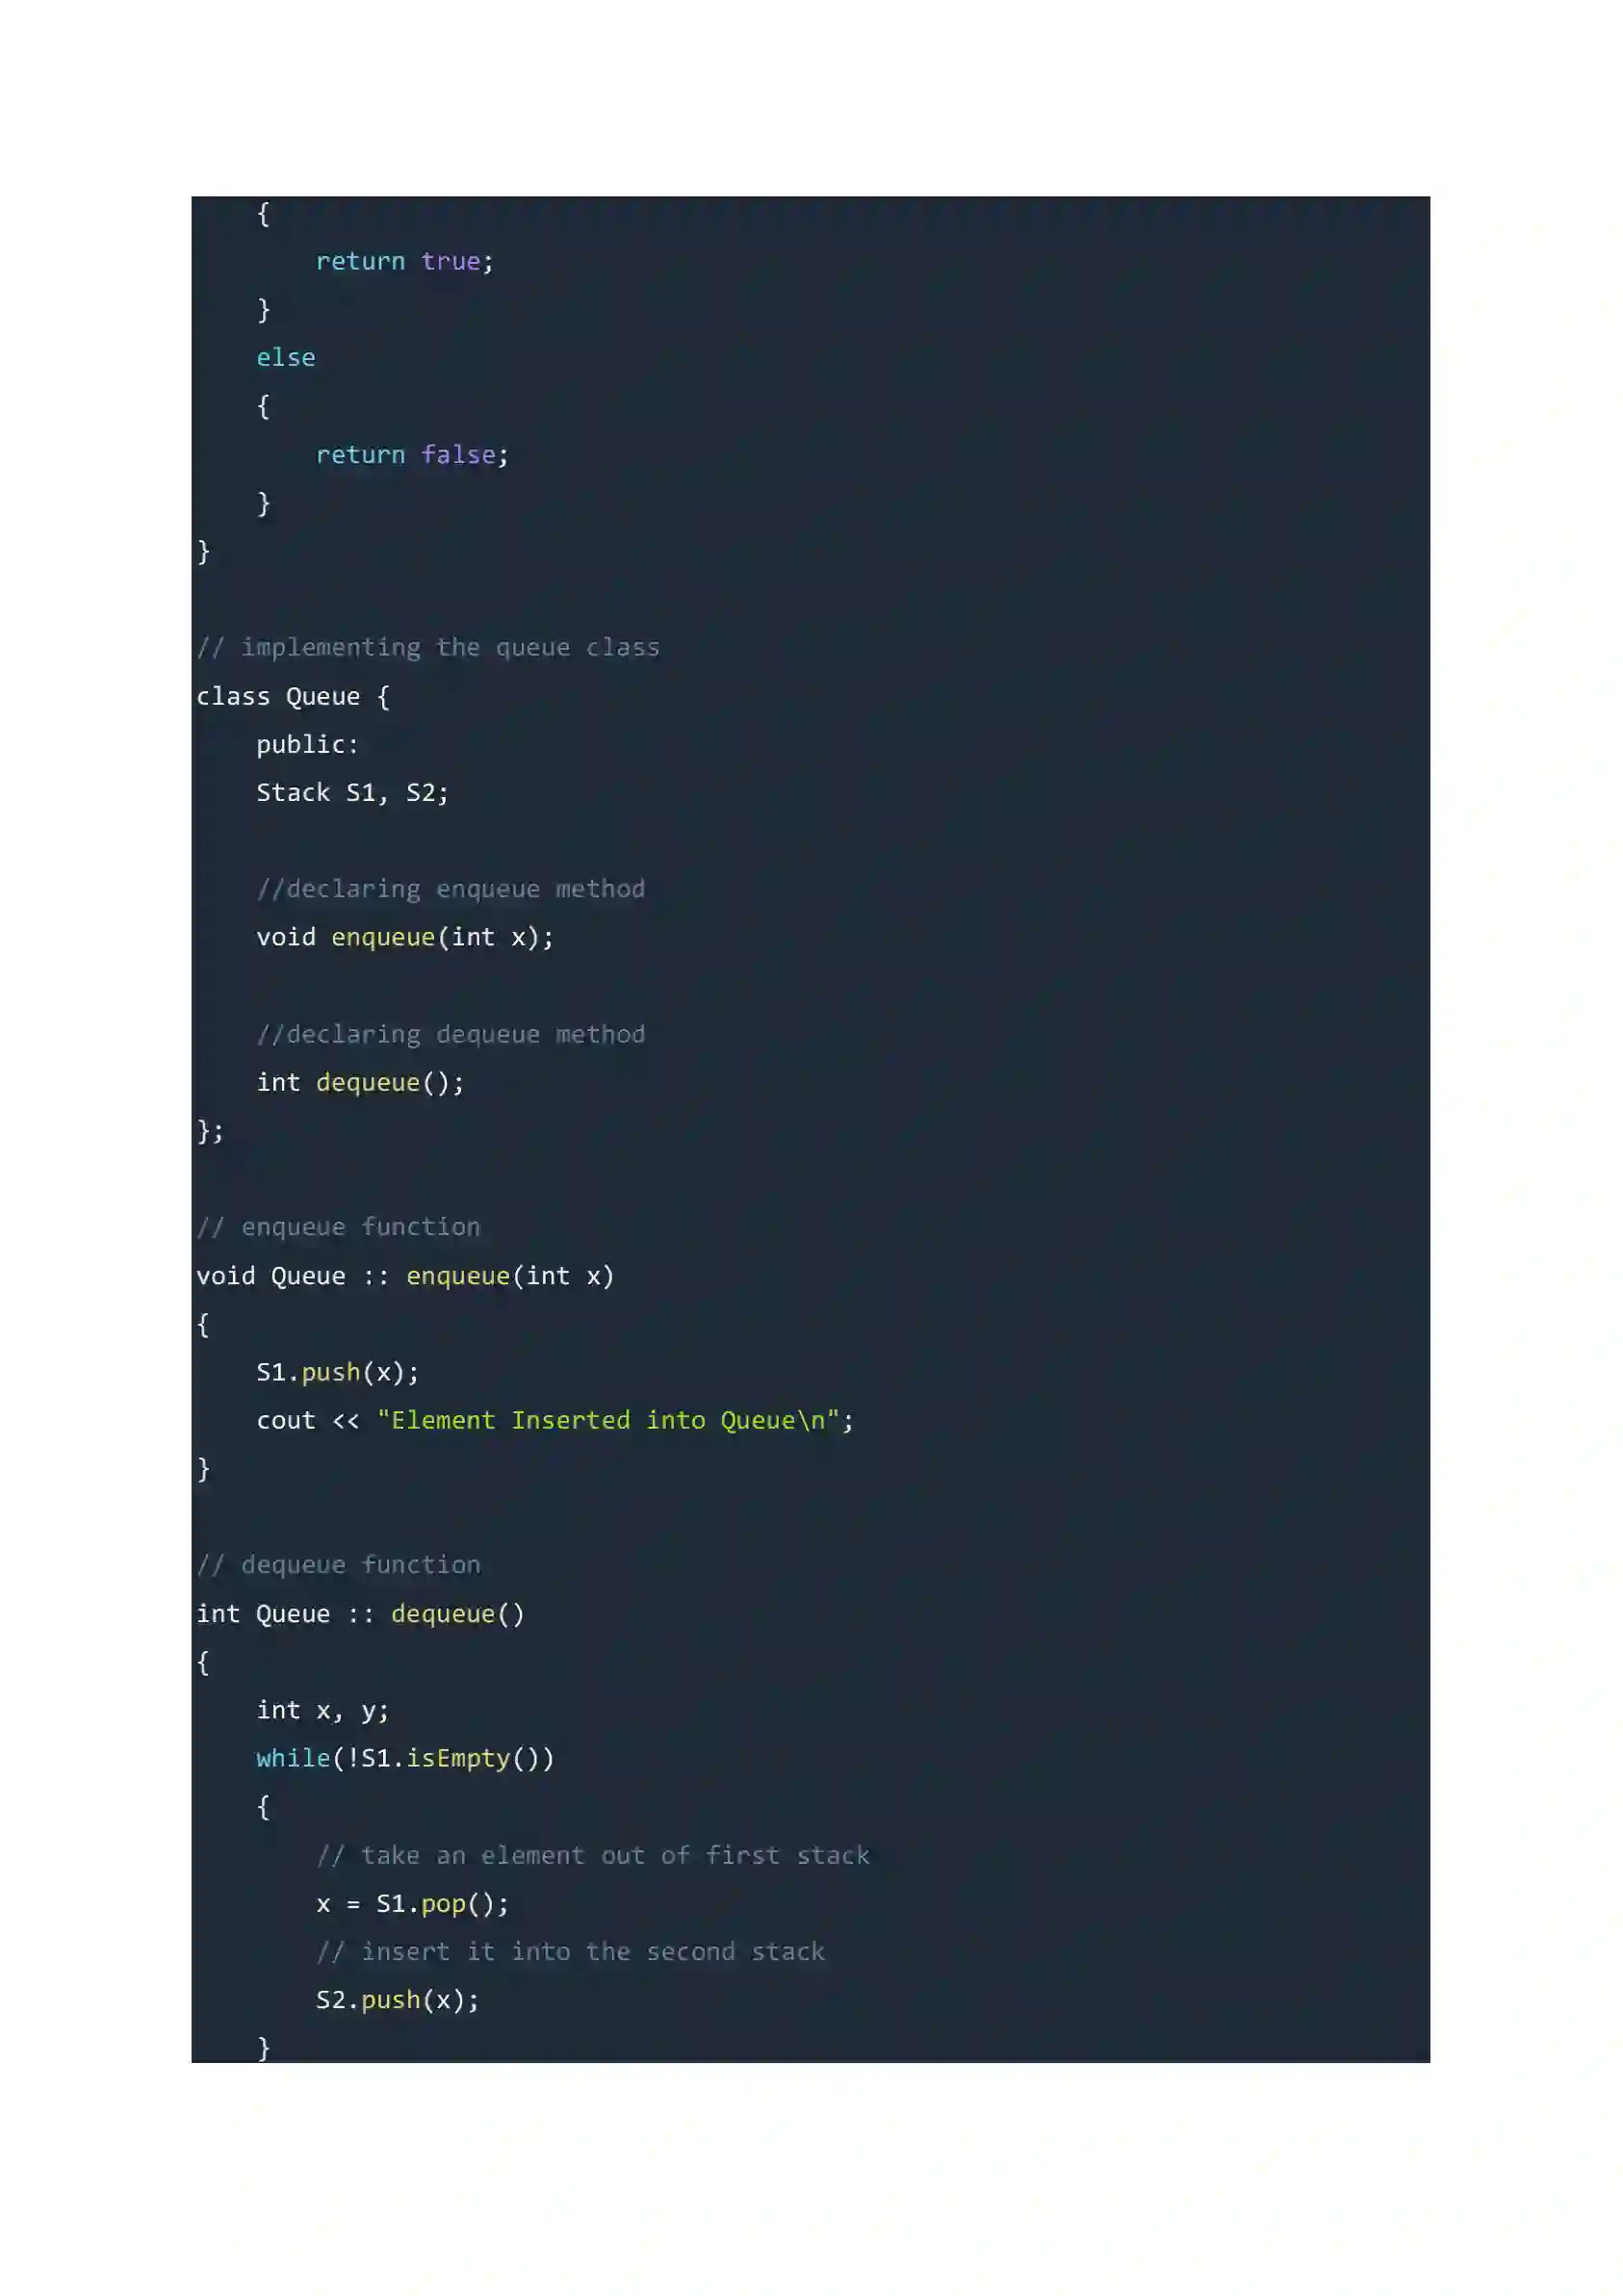 {
        return true;
    }
    else
    {
        return false;
    }
}

// implementing the queue class
class Queue {
    public:
    Stack S1, S2;

    //declaring enqueue method
    void enqueue(int x);

    //declaring dequeue method
    int dequeue();
};

// enqueue function
void Queue :: enqueue(int x)
{
    S1.push(x);
    cout << "Element Inserted into Queue\n";
}

// dequeue function
int Queue :: dequeue()
{
    int x, y;
    while(!S1.isEmpty())
    {
        // take an element out of first stack
        x = S1.pop();
        // insert it into the second stack
        S2.push(x);
    }